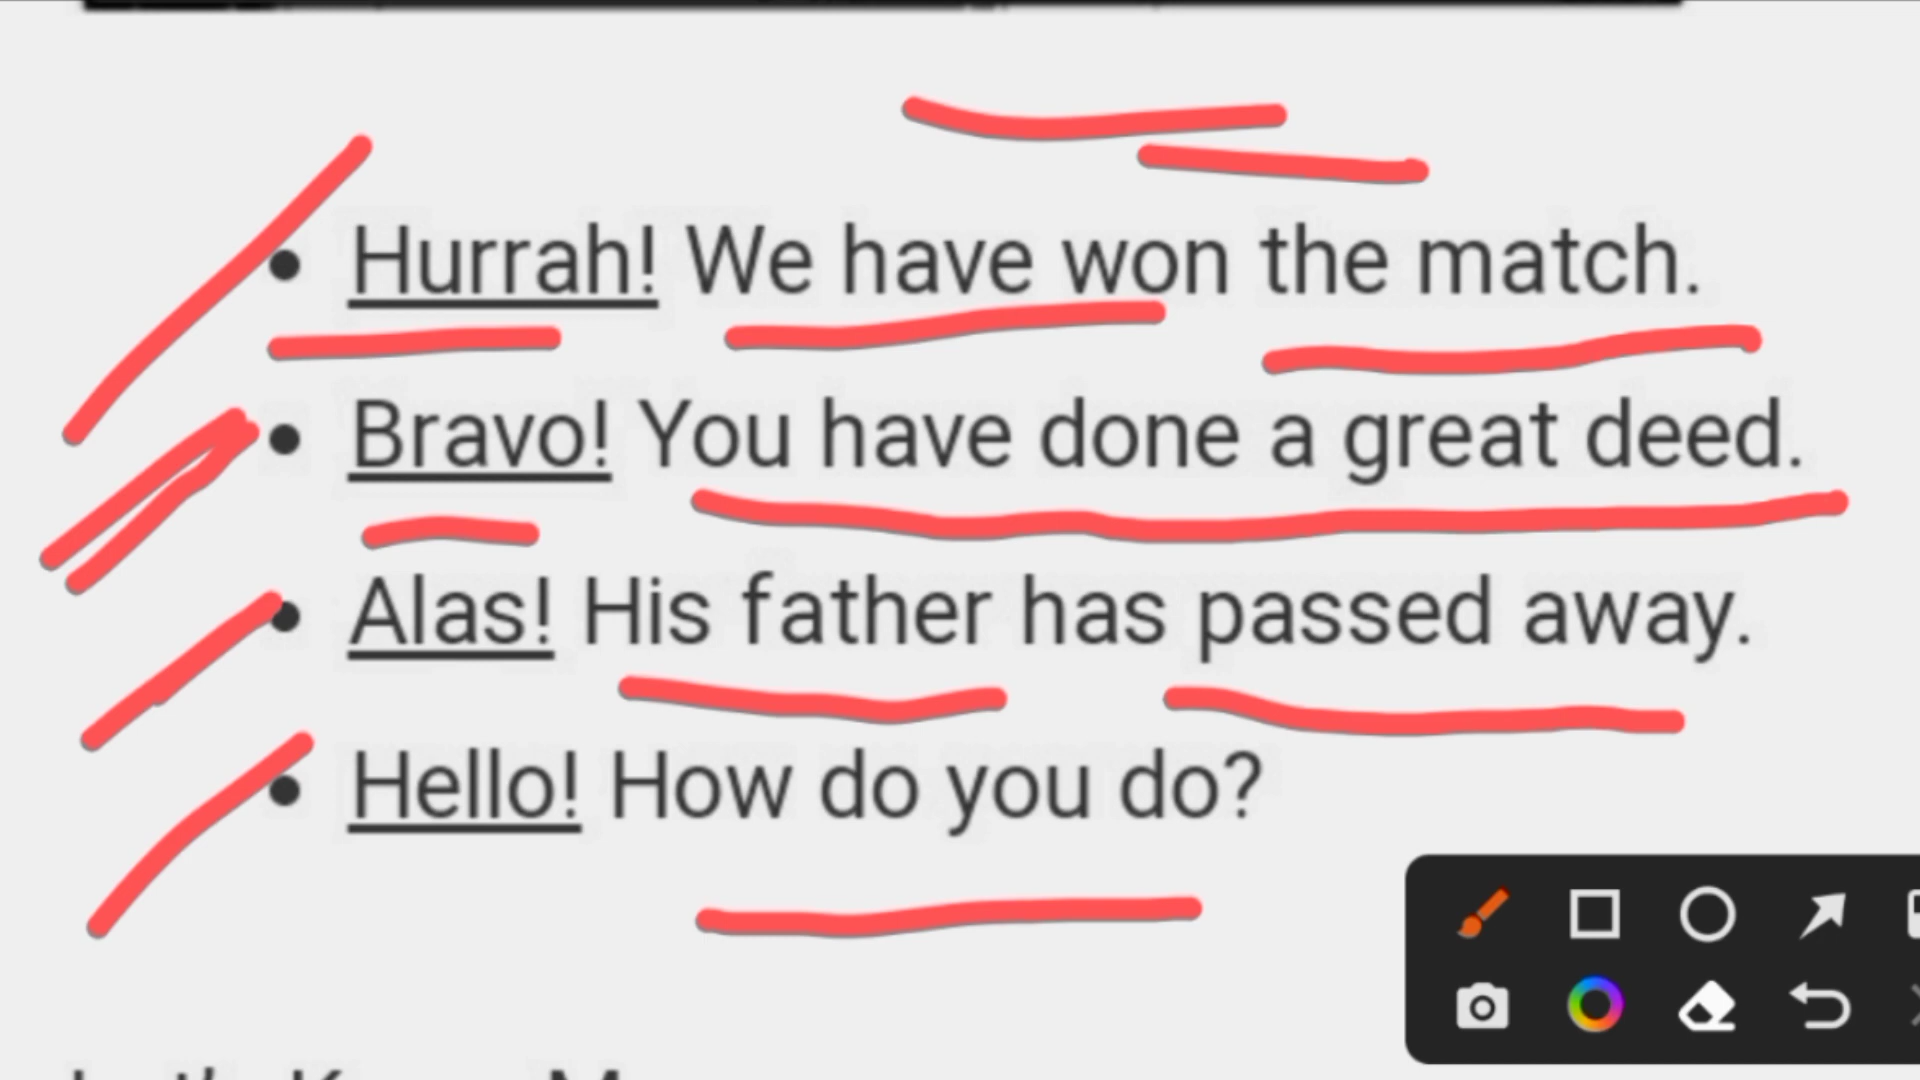 • Hurrah! We have won the match.
• Bravo! You have done a great deed.
• Alas! His father has passed away.
• Hello! How do you do?